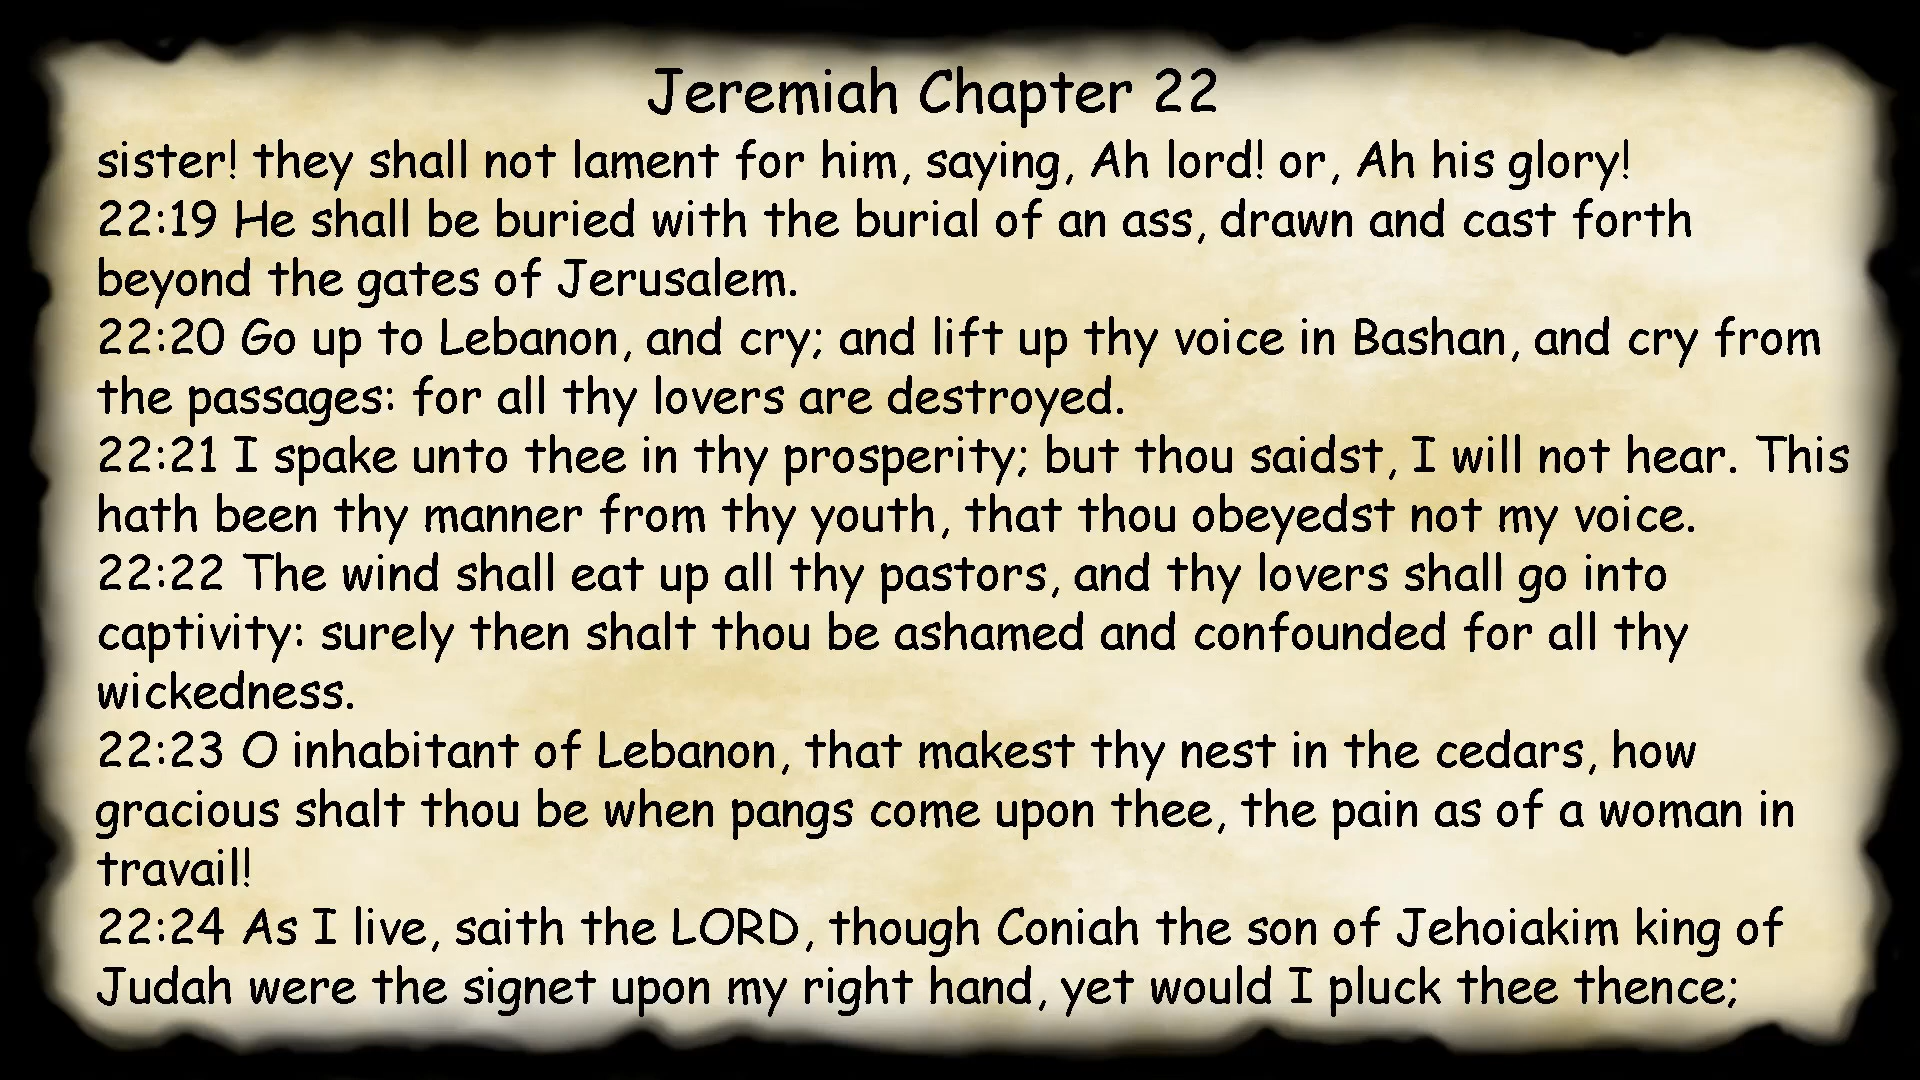 Jeremiah Chapter 22
sister! they shall not lament for him, saying, Ah lord! or, Ah his glory!
22:19 He shall be buried with the burial of an ass, drawn and cast forth
beyond the gates of Jerusalem.
22:20 Go up to Lebanon, and cry; and lift up thy voice in Bashan, and cry from
the passages: for all thy lovers are destroyed.
22:21 I spake unto thee in thy prosperity; but thou saidst, I will not hear. This
hath been thy manner from thy youth, that thou obeyedst not my voice.
22:22 The wind shall eat up all thy pastors, and thy lovers shall go into
captivity: surely then shalt thou be ashamed and confounded for all thy
wickedness.
22:23 O inhabitant of Lebanon, that makest thy nest in the cedars, how
gracious shalt thou be when pangs come upon thee, the pain as of a woman in
travail!
22:24 As I live, saith the LORD, though Coniah the son of Jehoiakim king of
Judah were the signet upon my right hand, yet would I pluck thee thence;